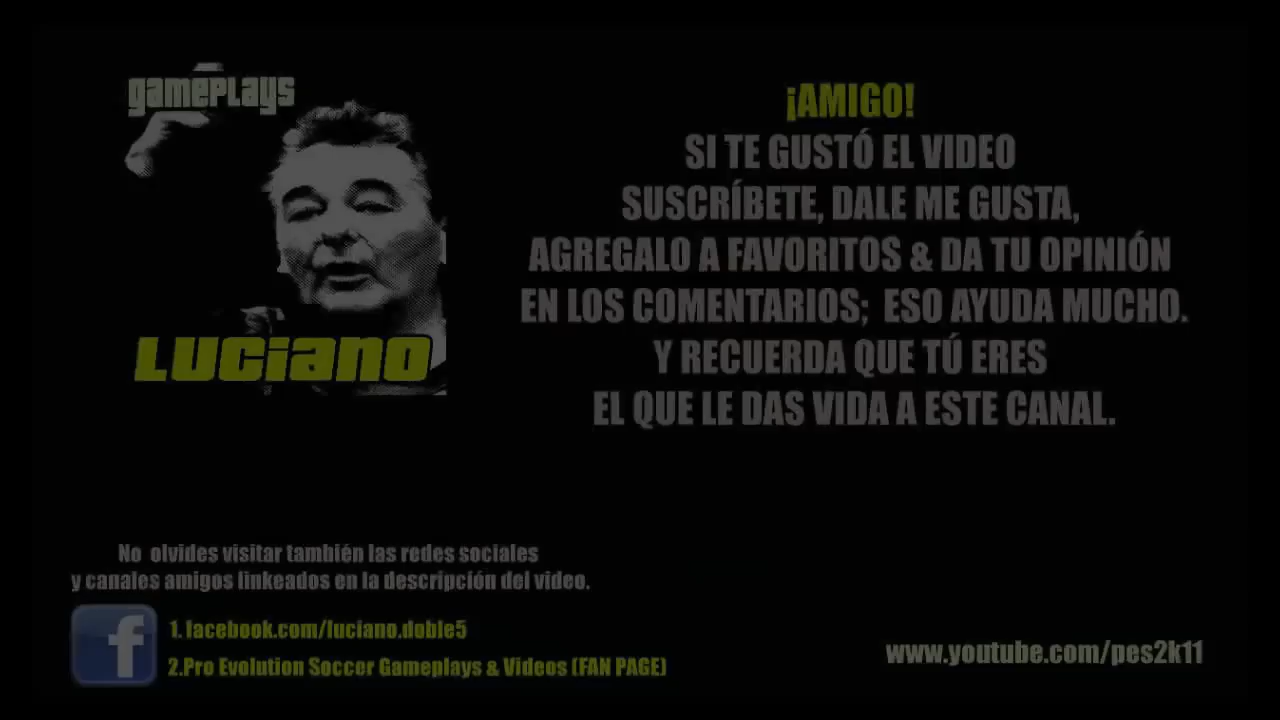 gamePLays
LUCiaNO
¡AMIGO!
SI TE GUSTÓ EL VIDEO
SUSCRÍBETE, DALE ME GUSTA,
AGREGALO A FAVORITOS & DA TU OPINIÓN
EN LOS COMENTARIOS; ESO AYUDA MUCHO.
Y RECUERDA QUE TÚ ERES
EL QUE LE DAS VIDA A ESTE CANAL.
No olvides visitar también las redes sociales
y canales amigos linkeados en la descripción del video.
f
1. facebook.com/luciano.doble5
2.Pro Evolution Soccer Gameplays & Videos (FAN PAGE)
www.youtube.com/pes2k11